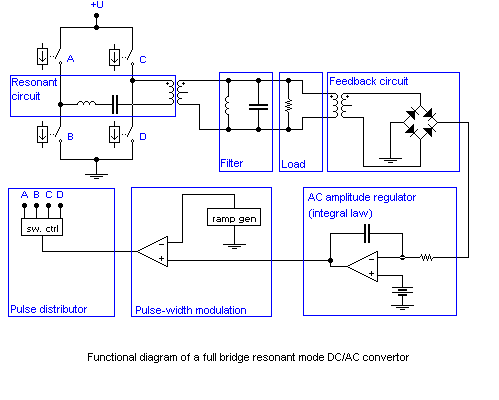 +U
A
C
Resonant
circuit
B
D
Filter
Load
Feedback circuit
A B C D
sw. ctrl
Pulse distributor
ramp gen
−
+
Pulse-width modulation
AC amplitude regulator
(integral law)
−
+
Functional diagram of a full bridge resonant mode DC/AC convertor